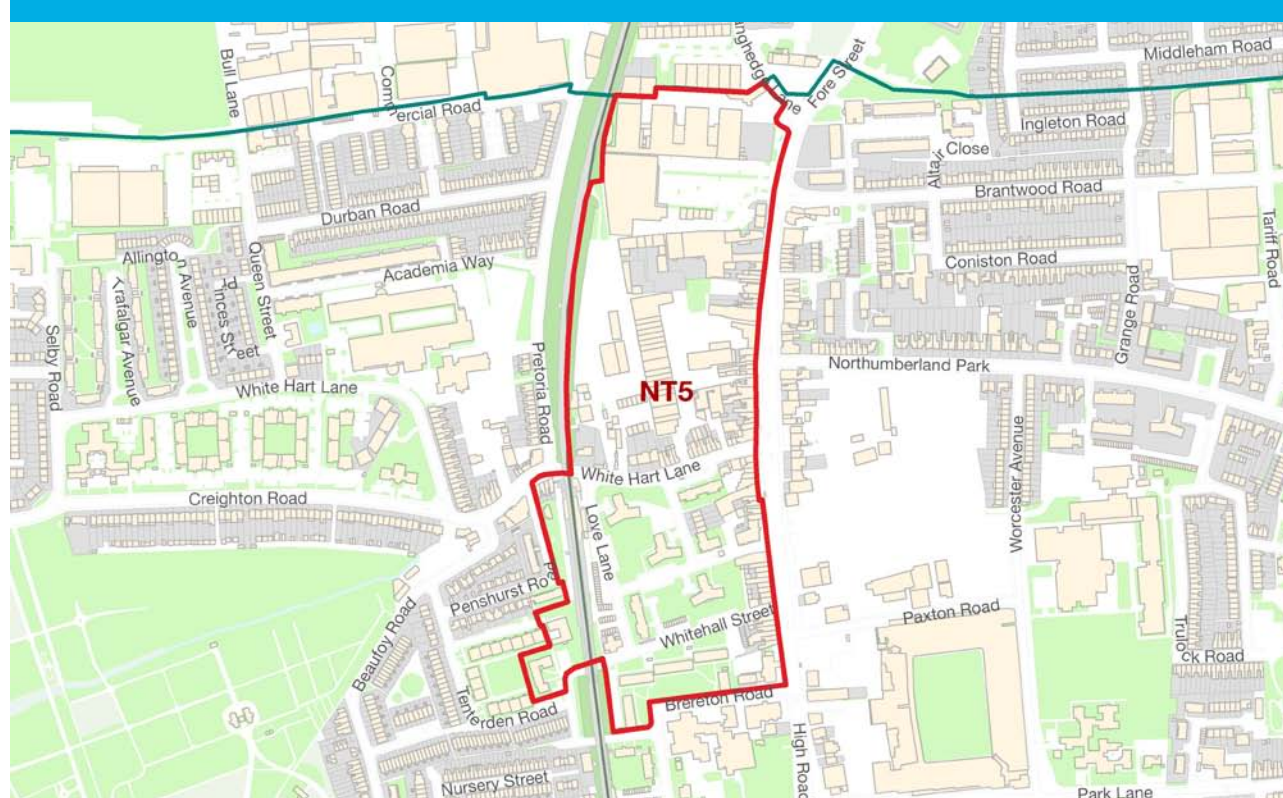 Middleham Road
Bull Lane
Commercial Road
Fore Street
Ingleton Road
Altair Close
Brantwood Road
Durban Road
Tariff Road
Academia Way
Queen Street
Coniston Road
Allington Avenue
Trafalgar Avenue
Grange Road
Selby Road
Pretoria Road
Northumberland Park
White Hart Lane
NT5
Worcester Avenue
White Hart Lane
Creighton Road
Love Lane
Penshurst Ro
Paxton Road
Whitehall Street
Beaufoy Road
Brereton Road
Tenterden Road
High Road
Nursery Street
Park Lane